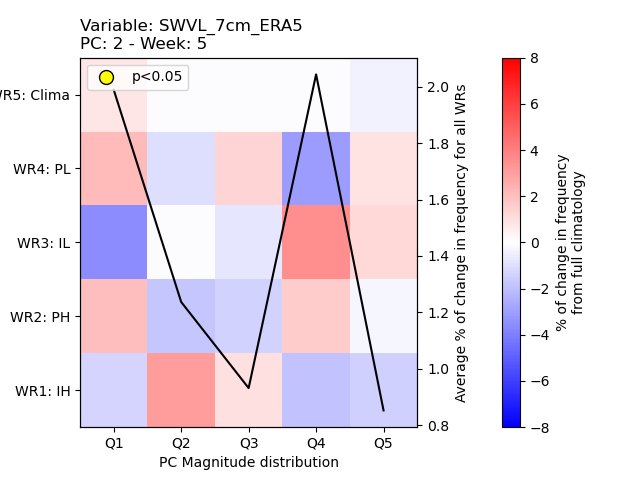 Variable: SWVL_7cm_ERA5
PC: 2 - Week: 5
p<0.05
WR5: Clima
WR4: PL
WR3: IL
WR2: PH
WR1: IH
Q1 Q2 Q3 Q4 Q5
PC Magnitude distribution
2.0
1.8
1.6
1.4
1.2
1.0
0.8
Average % of change in frequency for all WRs
8
6
4
2
0
−2
−4
−6
−8
% of change in frequency
from full climatology